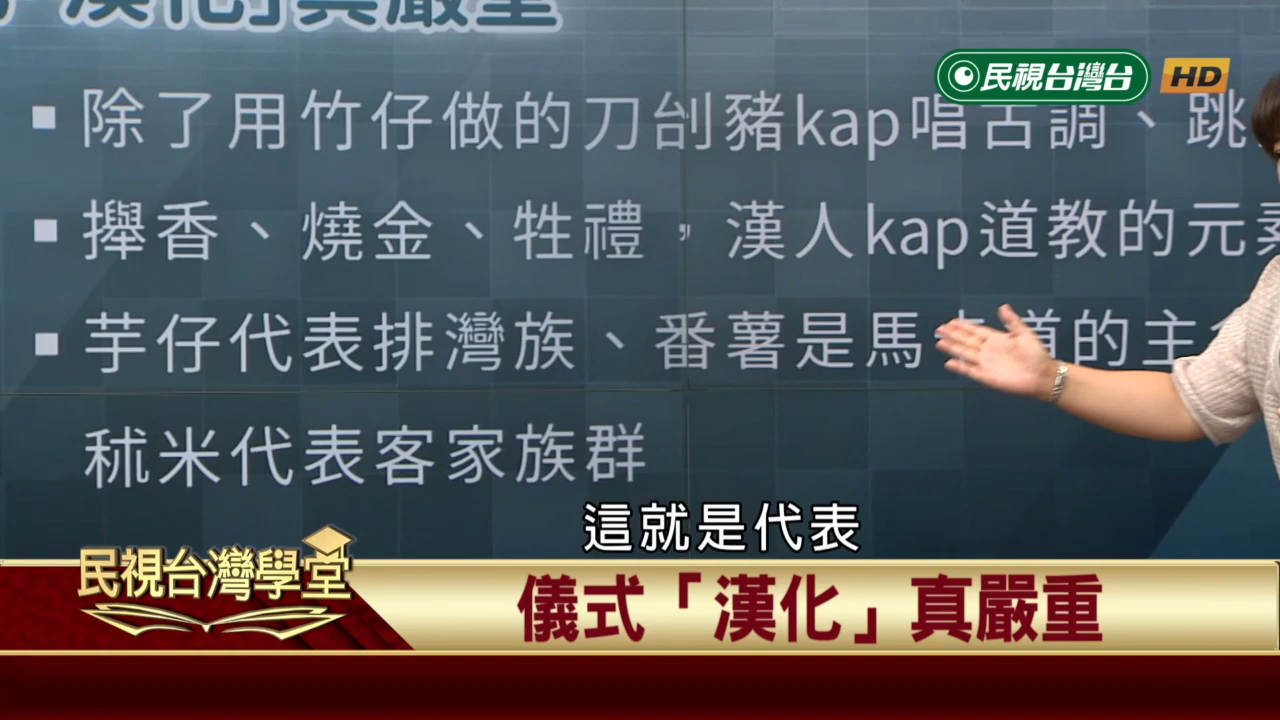 漢化」真嚴重
民視台灣台 HD
▪ 除了用竹仔做的刀刣豬kap唱古調、跳
▪ 攑香、燒金、牲禮,漢人kap道教的元素
▪ 芋仔代表排灣族、番薯是馬卡道的主
秫米代表客家族群
這就是代表
民視台灣學堂
儀式「漢化」真嚴重